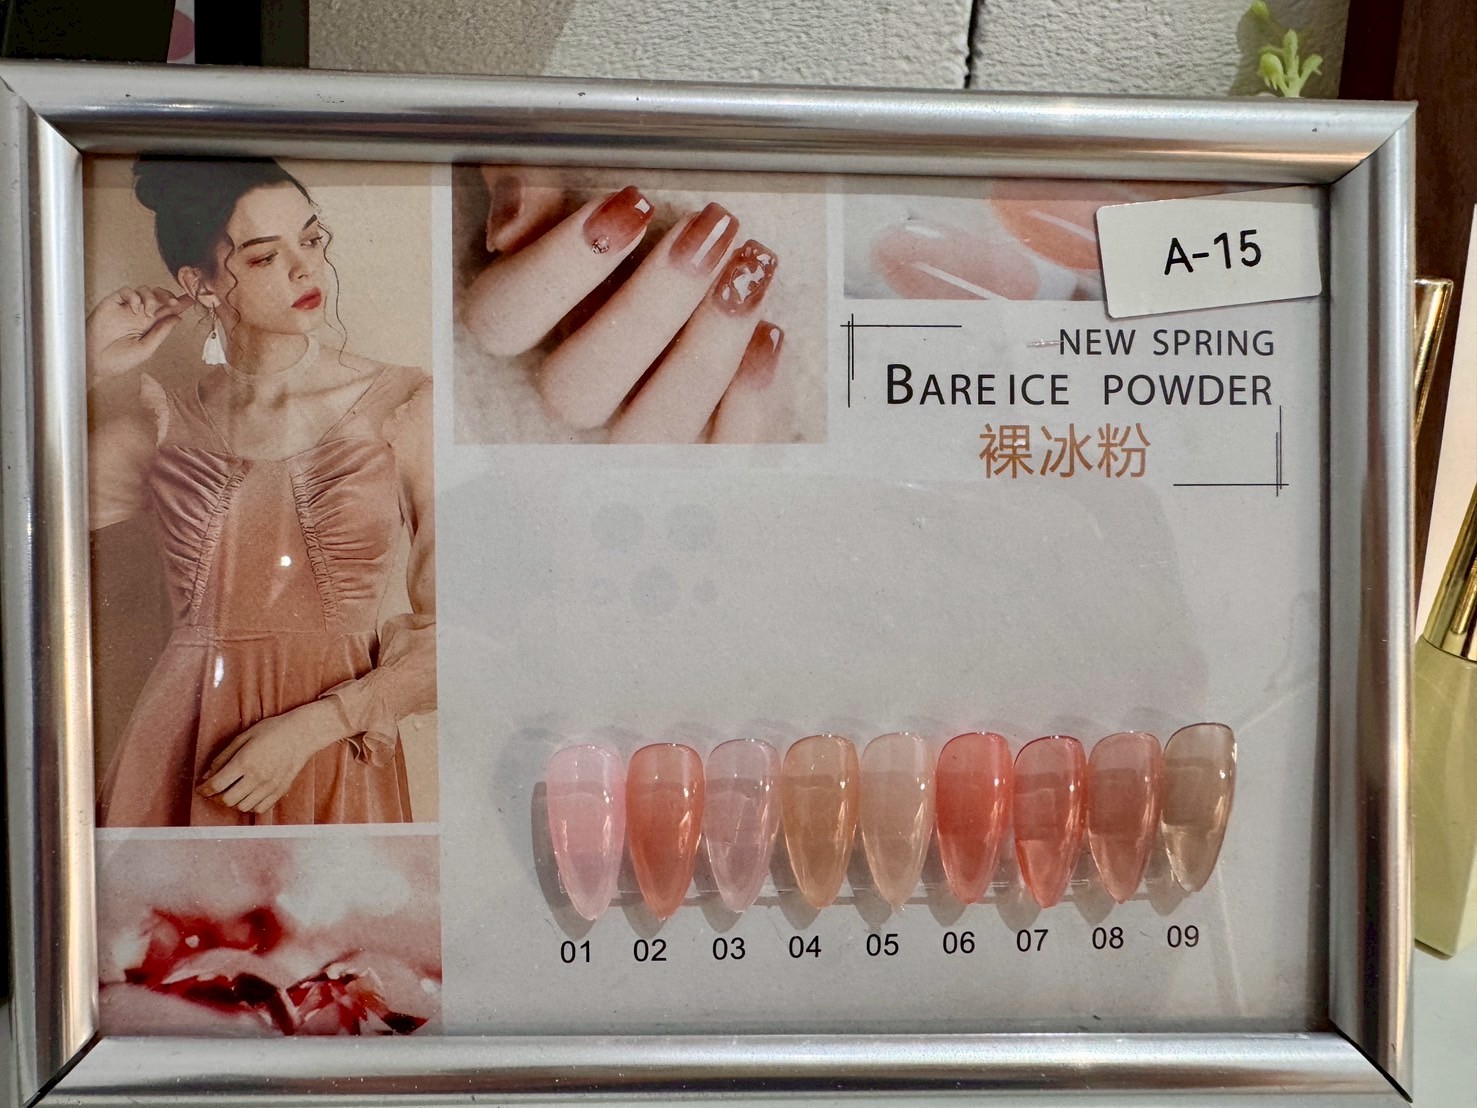 A-15
NEW SPRING
BARE ICE POWDER
裸冰粉
01 02 03 04 05 06 07 08 09